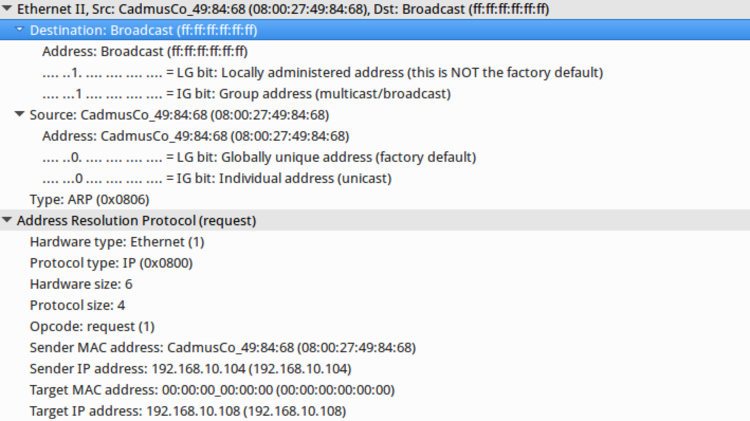 Ethernet II, Src: CadmusCo_49:84:68 (08:00:27:49:84:68), Dst: Broadcast (ff:ff:ff:ff:ff:ff)
Destination: Broadcast (ff:ff:ff:ff:ff:ff)
Address: Broadcast (ff:ff:ff:ff:ff:ff)
.... ..1. .... .... .... .... = LG bit: Locally administered address (this is NOT the factory default)
.... ...1 .... .... .... .... = IG bit: Group address (multicast/broadcast)
Source: CadmusCo_49:84:68 (08:00:27:49:84:68)
Address: CadmusCo_49:84:68 (08:00:27:49:84:68)
.... ..0. .... .... .... .... = LG bit: Globally unique address (factory default)
.... ...0 .... .... .... .... = IG bit: Individual address (unicast)
Type: ARP (0x0806)
Address Resolution Protocol (request)
Hardware type: Ethernet (1)
Protocol type: IP (0x0800)
Hardware size: 6
Protocol size: 4
Opcode: request (1)
Sender MAC address: CadmusCo_49:84:68 (08:00:27:49:84:68)
Sender IP address: 192.168.10.104 (192.168.10.104)
Target MAC address: 00:00:00_00:00:00 (00:00:00:00:00:00)
Target IP address: 192.168.10.108 (192.168.10.108)